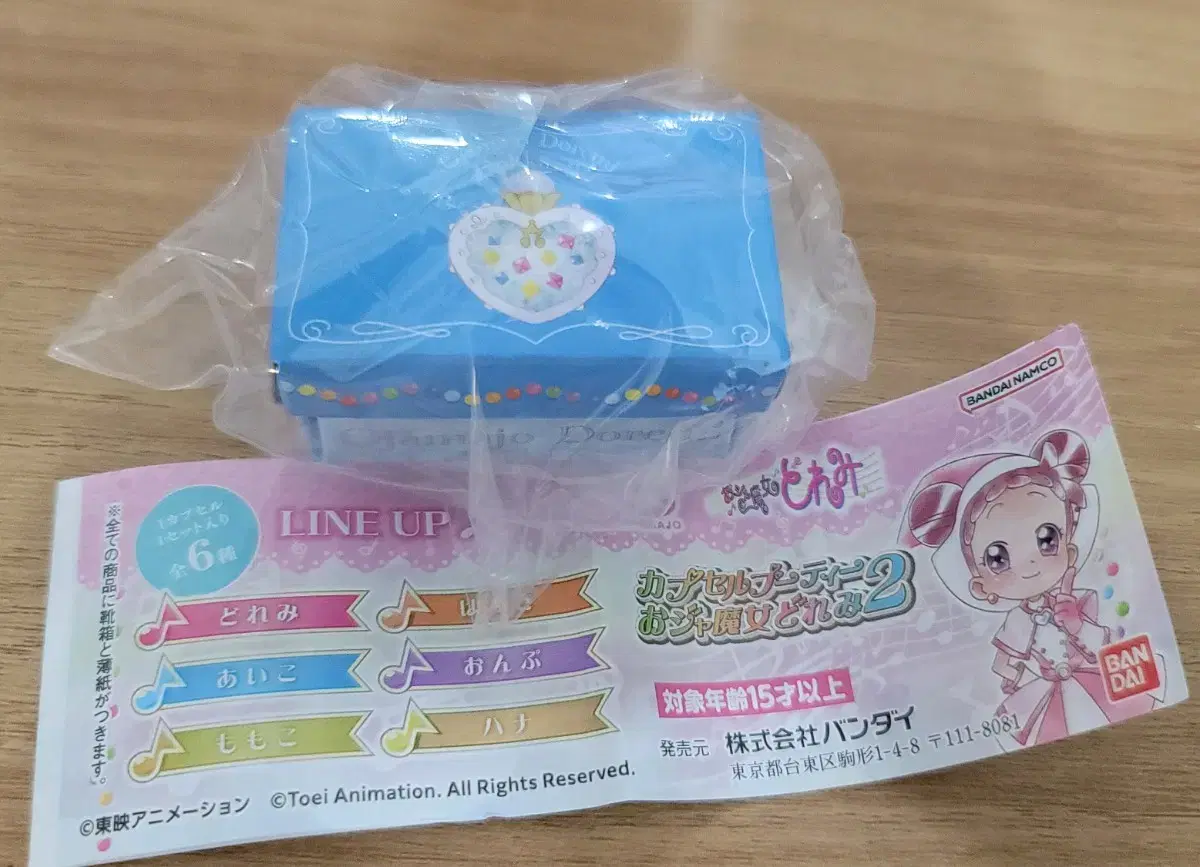 Ojamajo Doremi
BANDAI NAMCO
おジャ魔女どれみ
LINE UP
1カプセル
1セット入り
全6種
※全ての商品に靴箱と薄紙がつきます。
どれみ
あいこ
おんぷ
ももこ
ハナ
カプセルブーティー
おジャ魔女どれみ2
対象年齢15才以上
発売元 株式会社バンダイ
東京都台東区駒形1-4-8 〒111-8081
BAN
DAI
©東映アニメーション ©Toei Animation. All Rights Reserved.